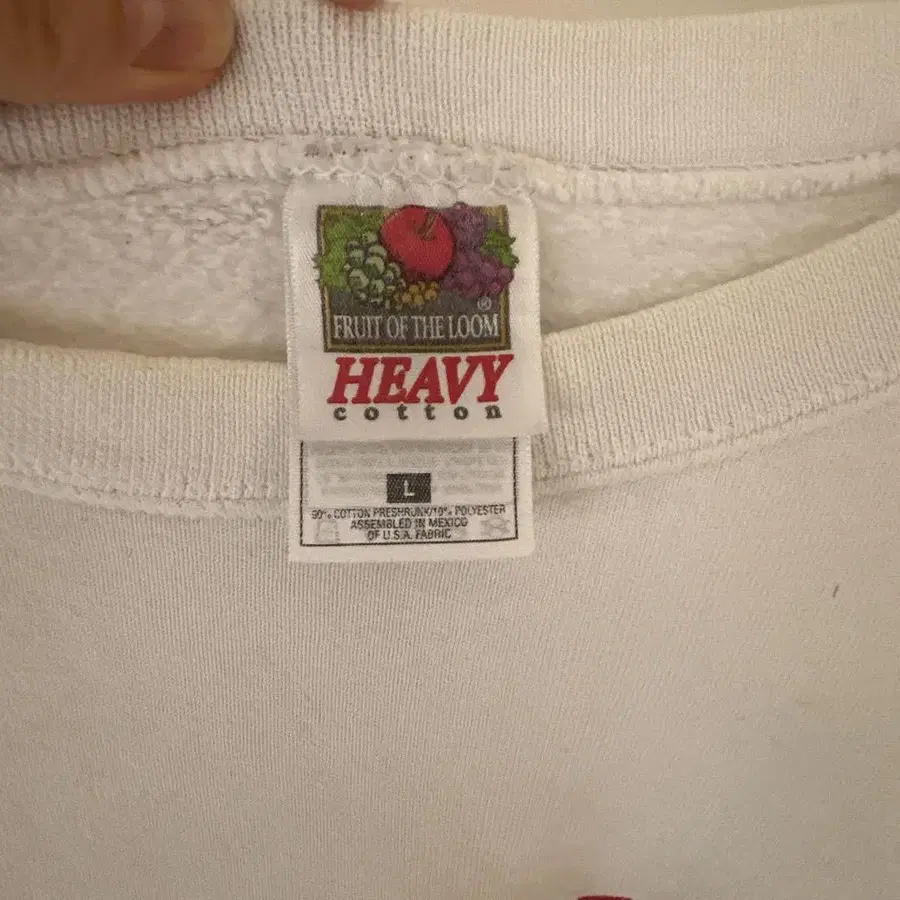 ®
FRUIT OF THE LOOM
HEAVY
cotton
L
90% COTTON PRESHRUNK/10% POLYESTER
ASSEMBLED IN MEXICO
OF U.S.A. FABRIC